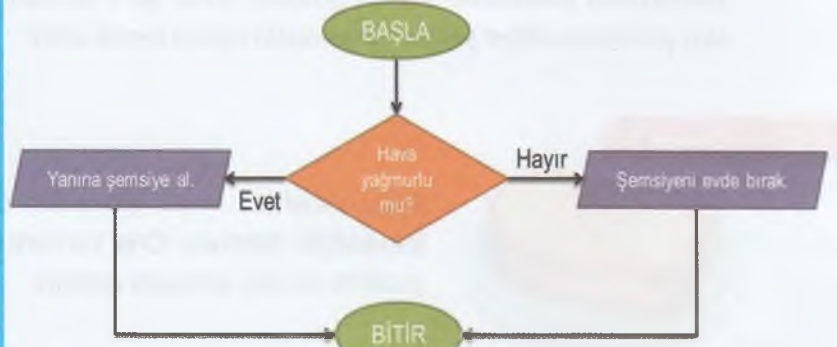 BAŞLA
Hava
yağmurlu
mu?
Evet
Hayır
Yanına şemsiye al.
Şemsiyeni evde bırak.
BİTİR